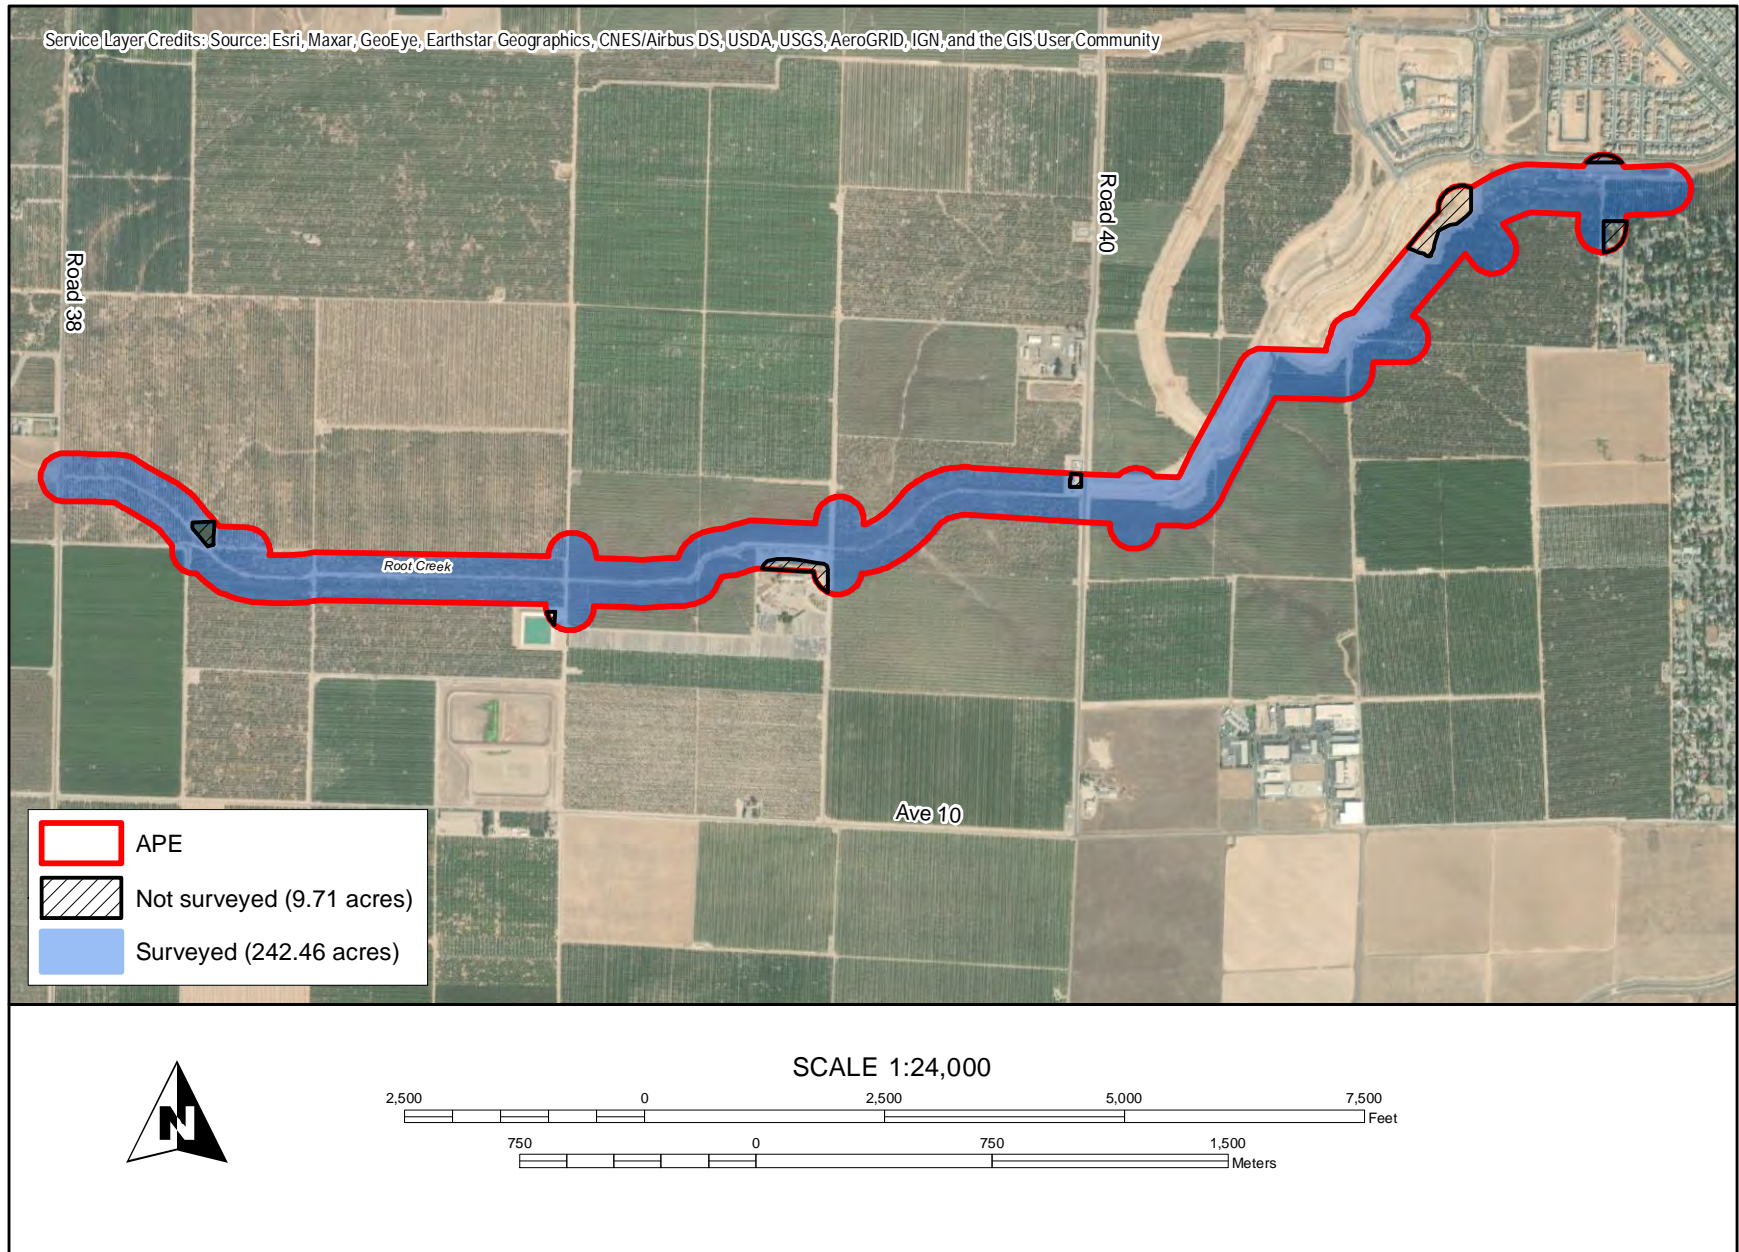 Service Layer Credits: Source: Esri, Maxar, GeoEye, Earthstar Geographics, CNES/Airbus DS, USDA, USGS, AeroGRID, IGN, and the GIS User Community
Road 40
Road 38
Root Creek
Ave 10
APE
Not surveyed (9.71 acres)
Surveyed (242.46 acres)
N
SCALE 1:24,000
2,500 0 2,500 5,000 7,500
Feet
750 0 750 1,500
Meters